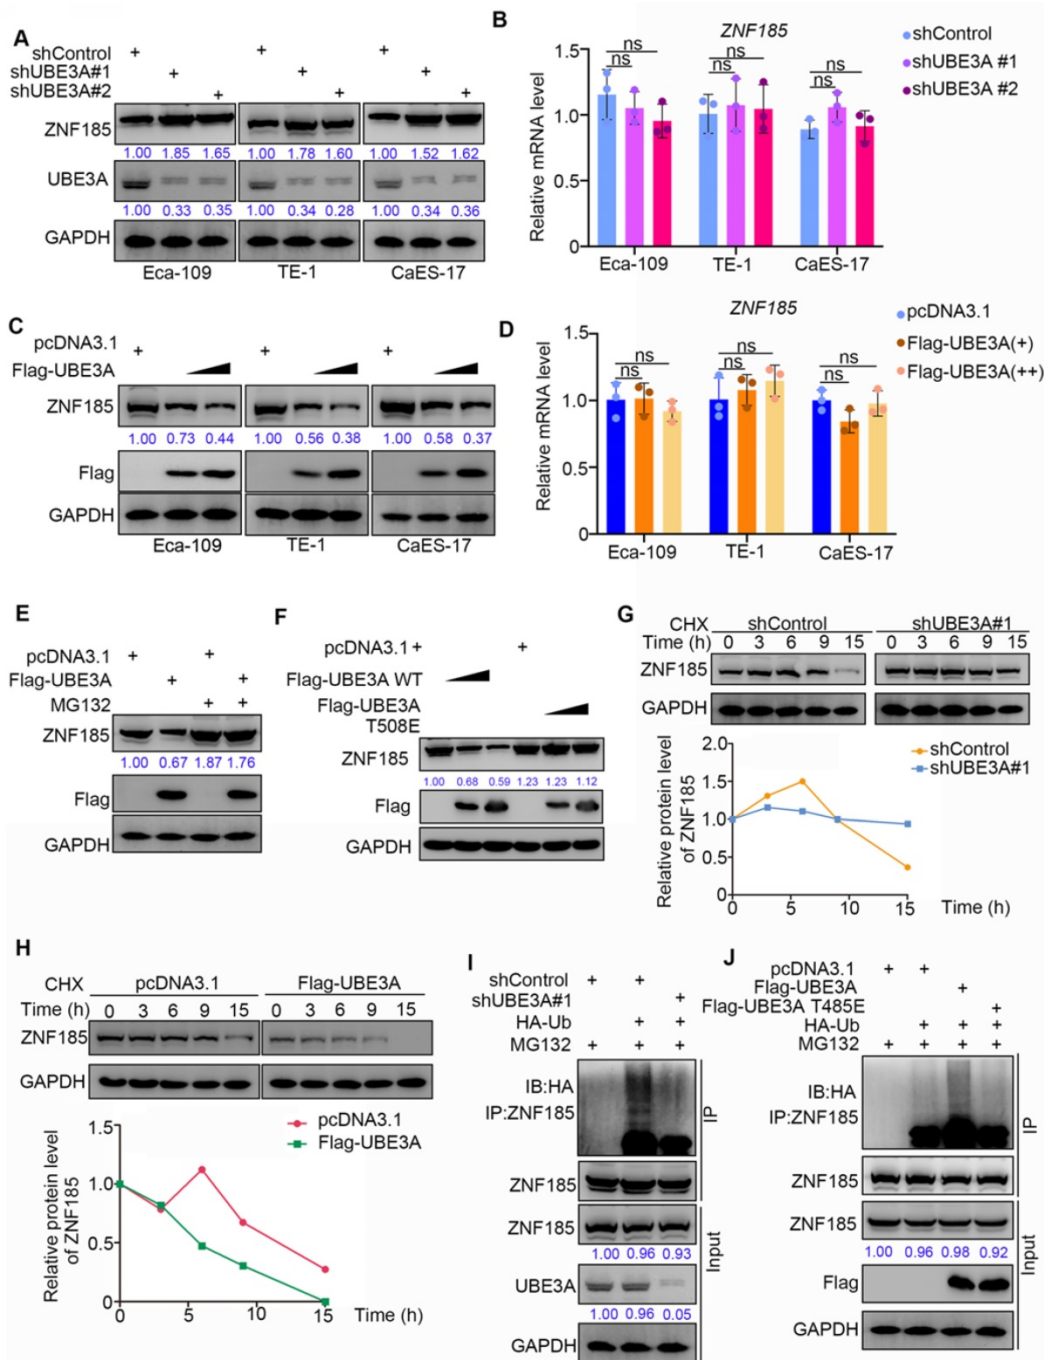 A
shControl + + +
shUBE3A#1 + + +
shUBE3A#2 + + +
ZNF185
1.00 1.85 1.65 1.00 1.78 1.60 1.00 1.52 1.62
UBE3A
1.00 0.33 0.35 1.00 0.34 0.28 1.00 0.34 0.36
GAPDH
Eca-109 TE-1 CaES-17
B
ZNF185
Relative mRNA level
1.5
1.0
0.5
0
ns ns ns ns ns ns
Eca-109 TE-1 CaES-17
shControl
shUBE3A #1
shUBE3A #2
C
pcDNA3.1 + + +
Flag-UBE3A
ZNF185
1.00 0.73 0.44 1.00 0.56 0.38 1.00 0.58 0.37
Flag
GAPDH
Eca-109 TE-1 CaES-17
D
ZNF185
Relative mRNA level
1.5
1.0
0.5
0
ns ns ns ns ns ns
Eca-109 TE-1 CaES-17
pcDNA3.1
Flag-UBE3A(+)
Flag-UBE3A(++)
E
pcDNA3.1 + +
Flag-UBE3A + +
MG132 + +
ZNF185
1.00 0.67 1.87 1.76
Flag
GAPDH
F
pcDNA3.1 + +
Flag-UBE3A WT
Flag-UBE3A
T508E
ZNF185
1.00 0.68 0.59 1.23 1.23 1.12
Flag
GAPDH
G
CHX shControl shUBE3A#1
Time (h) 0 3 6 9 15 0 3 6 9 15
ZNF185
GAPDH
Relative protein level
of ZNF185
2.0
1.5
1.0
0.5
0
0 5 10 15 Time (h)
shControl
shUBE3A#1
H
CHX pcDNA3.1 Flag-UBE3A
Time (h) 0 3 6 9 15 0 3 6 9 15
ZNF185
GAPDH
Relative protein level
of ZNF185
1.5
1.0
0.5
0
0 5 10 15 Time (h)
pcDNA3.1
Flag-UBE3A
I
shControl + +
shUBE3A#1 +
HA-Ub + +
MG132 + + +
IB:HA
IP:ZNF185
ZNF185
IP
ZNF185
1.00 0.96 0.93
UBE3A
1.00 0.96 0.05
GAPDH
Input
J
pcDNA3.1 + +
Flag-UBE3A +
Flag-UBE3A T485E +
HA-Ub + + +
MG132 + + + +
IB:HA
IP:ZNF185
ZNF185
IP
ZNF185
1.00 0.96 0.98 0.92
Flag
GAPDH
Input